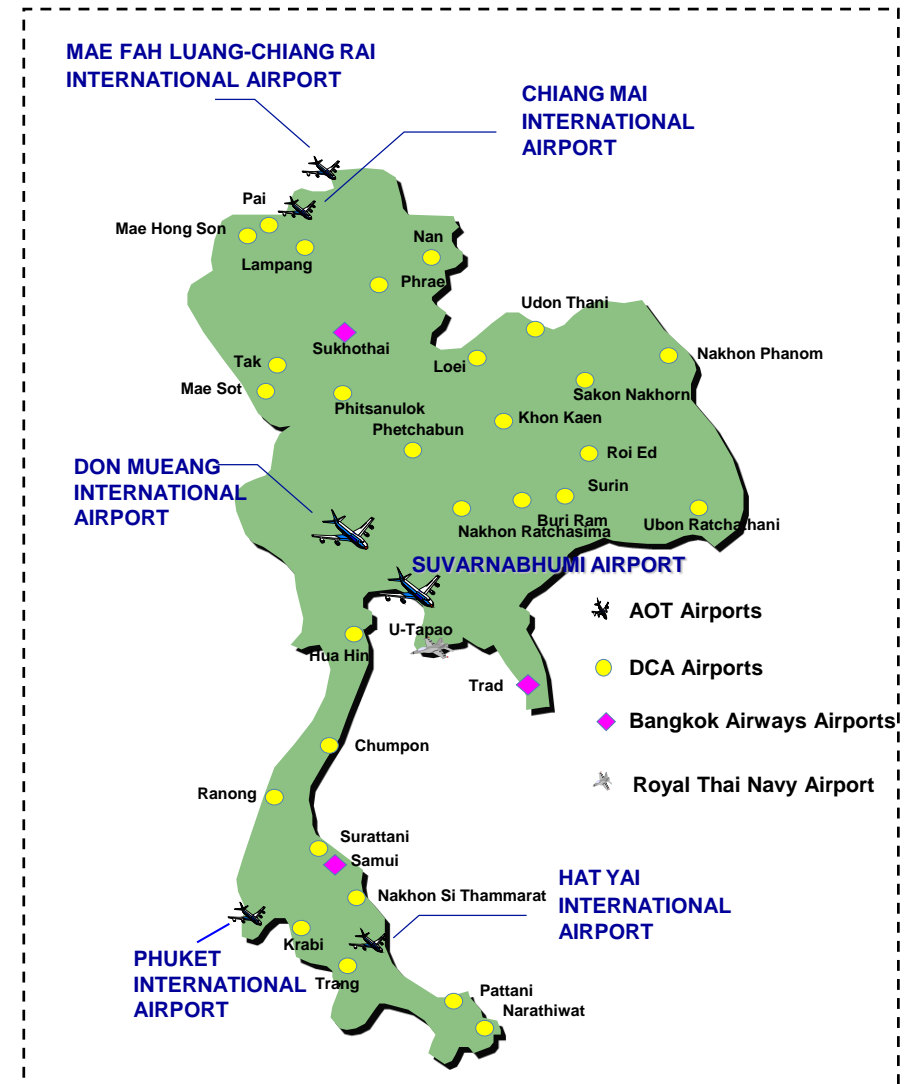 MAE FAH LUANG-CHIANG RAI
INTERNATIONAL AIRPORT
CHIANG MAI
INTERNATIONAL
AIRPORT
Pai
Mae Hong Son
Lampang
Nan
Phrae
Udon Thani
Sukhothai
Loei
Nakhon Phanom
Tak
Mae Sot
Sakon Nakhorn
Phitsanulok
Khon Kaen
Phetchabun
Roi Ed
DON MUEANG
INTERNATIONAL
AIRPORT
Surin
Buri Ram
Nakhon Ratchasima
Ubon Ratchathani
SUVARNABHUMI AIRPORT
AOT Airports
U-Tapao
Hua Hin
DCA Airports
Trad
Bangkok Airways Airports
Chumpon
Royal Thai Navy Airport
Ranong
Surattani
Samui
HAT YAI
INTERNATIONAL
AIRPORT
Nakhon Si Thammarat
Krabi
PHUKET
INTERNATIONAL
AIRPORT
Trang
Pattani
Narathiwat